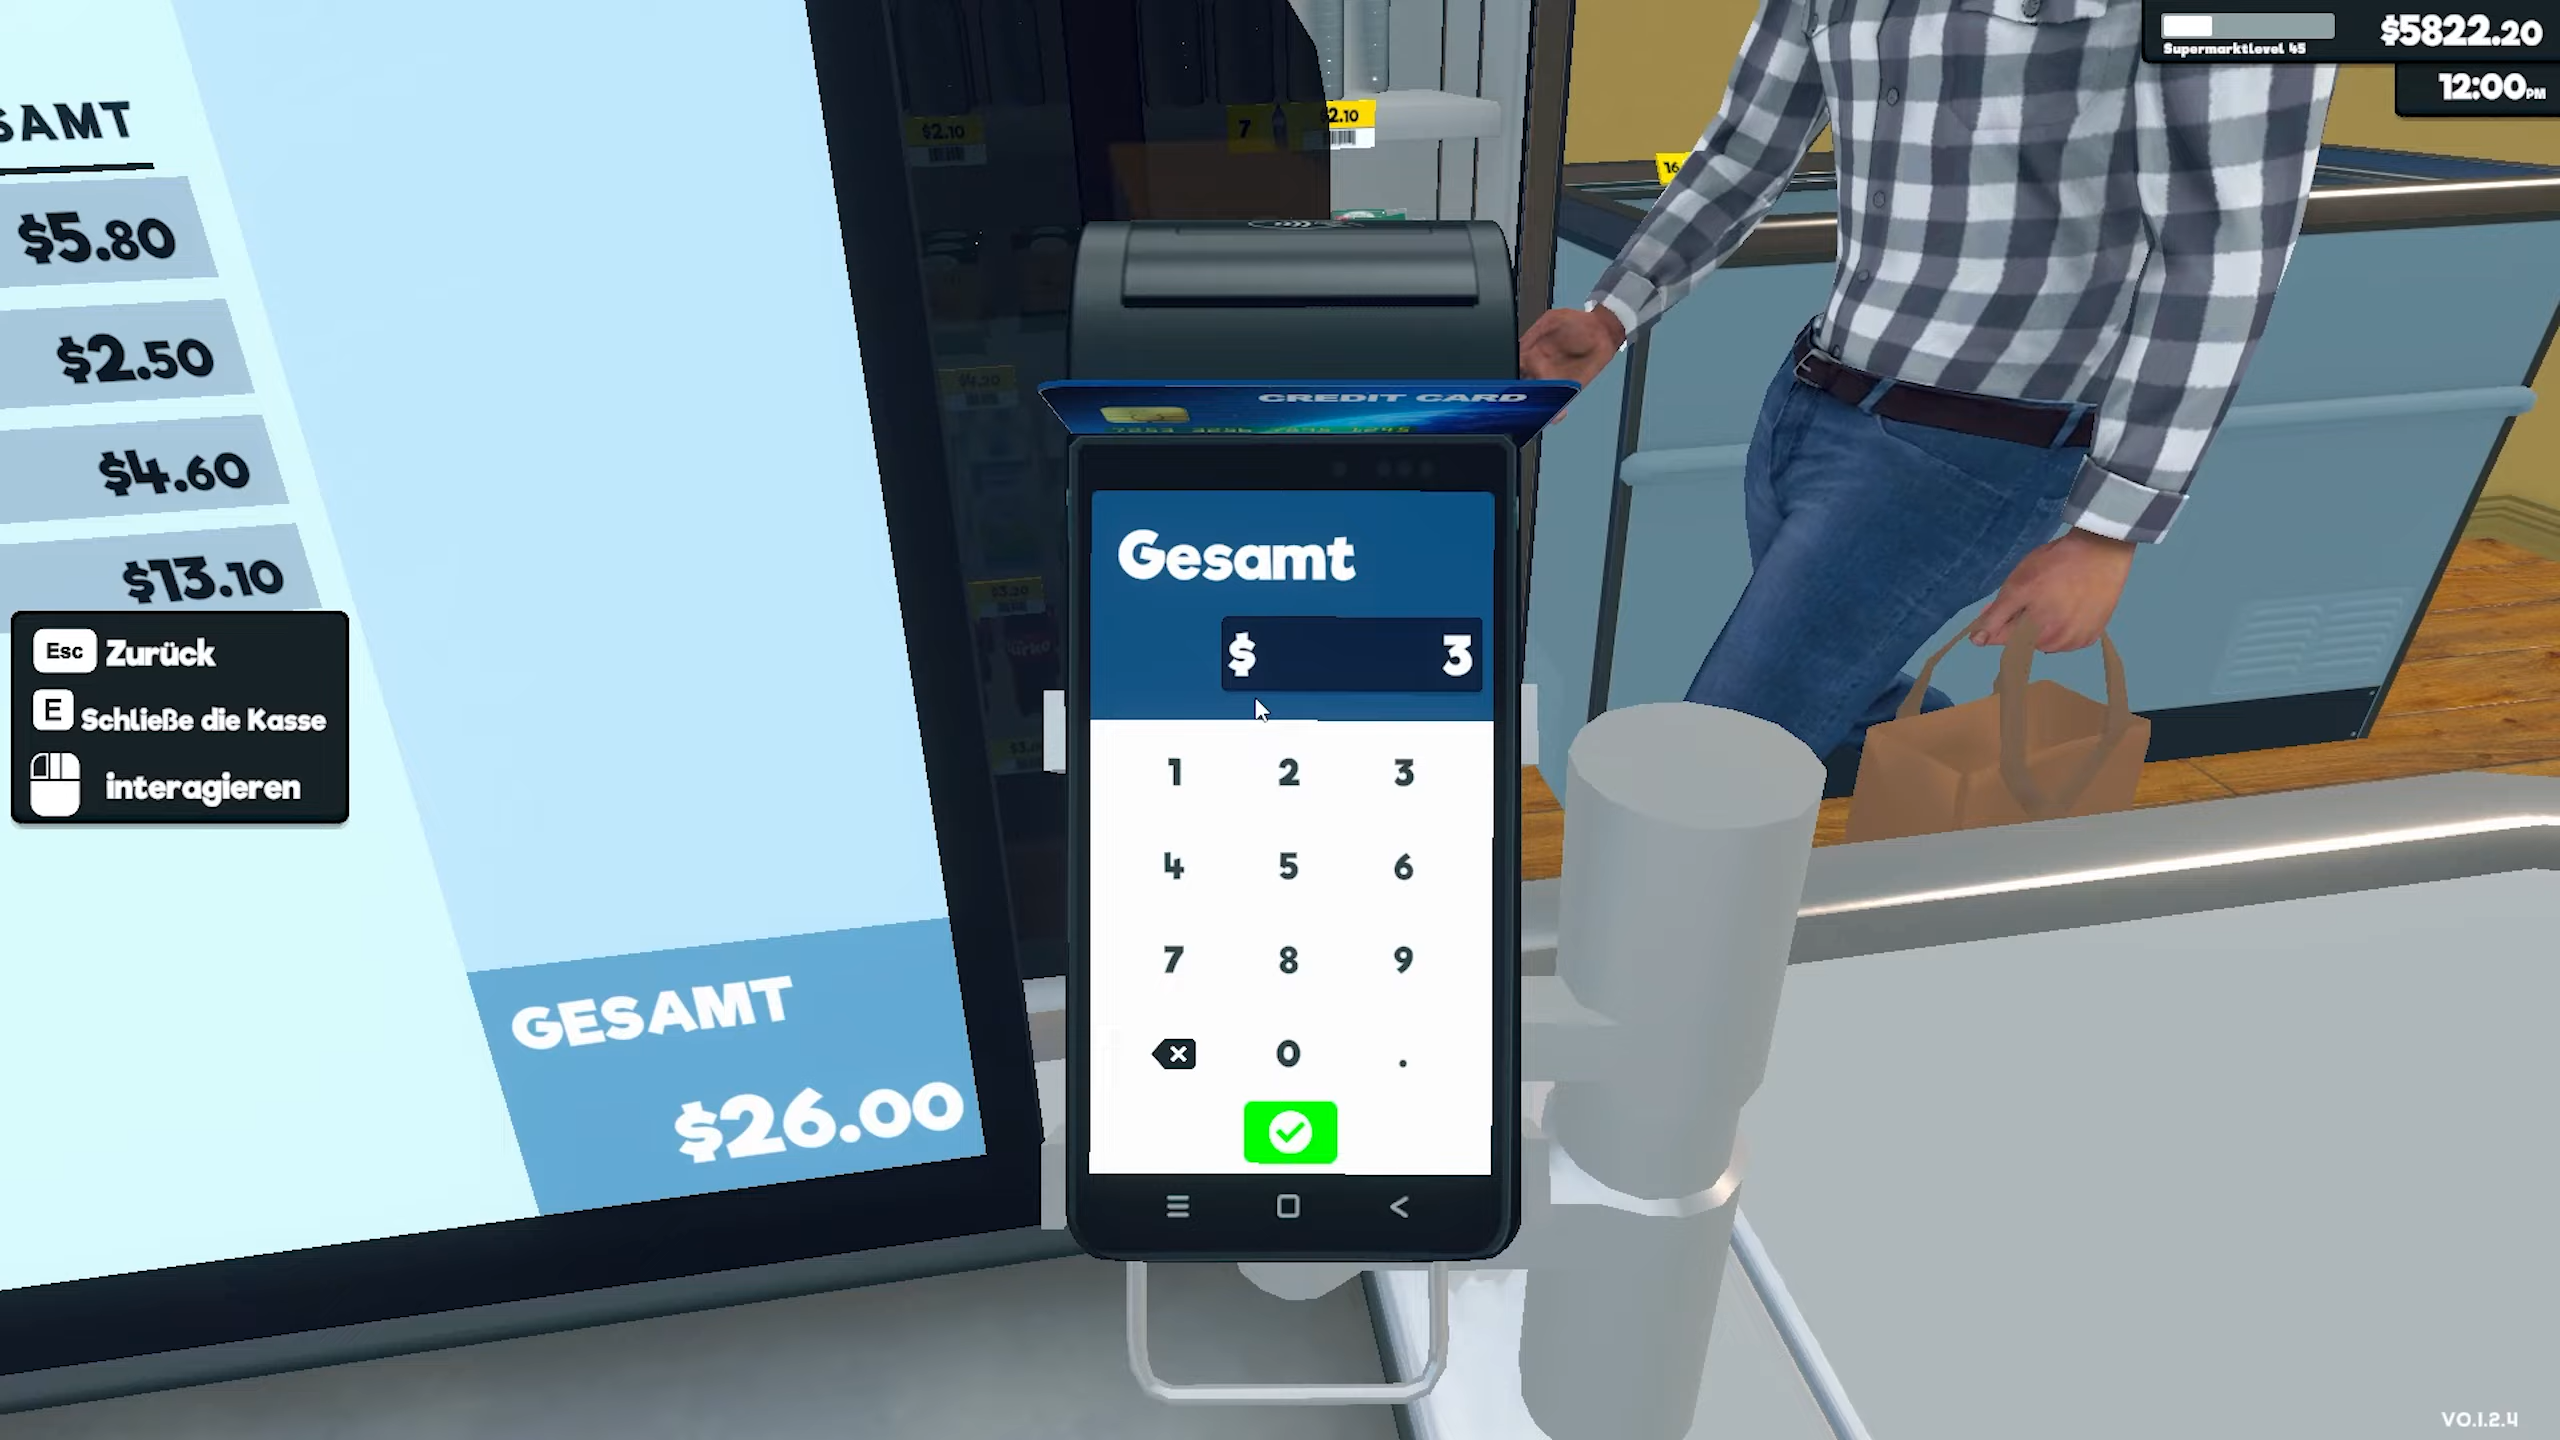 SAMT
$5.80
$2.50
$4.60
$13.10
Esc Zurück
E Schließe die Kasse
interagieren
GESAMT
$26.00
$2.10
7
$2.10
16
CREDIT CARD
Gesamt
$ 3
1 2 3
4 5 6
7 8 9
0 .
Supermarktlevel 45
$5822.20
12:00PM
V0.1.2.4